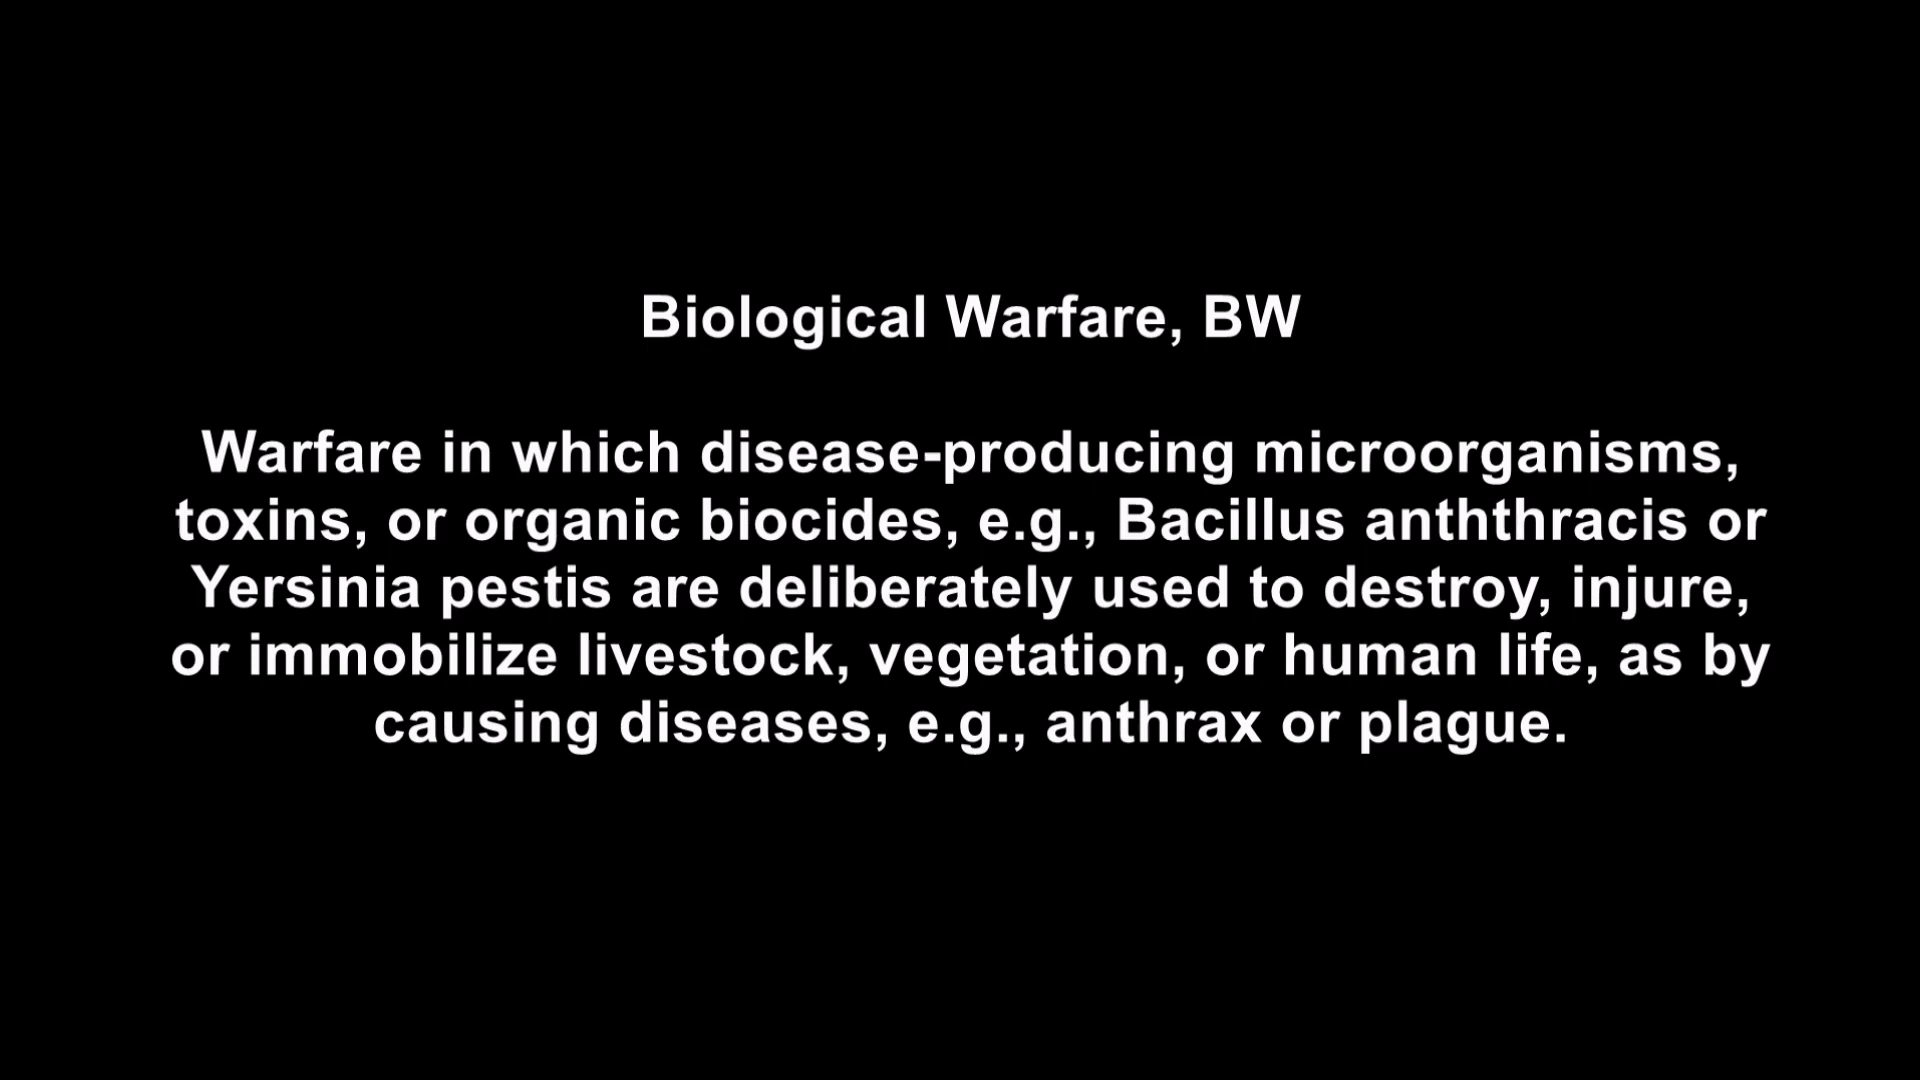 Biological Warfare, BW
Warfare in which disease-producing microorganisms,
toxins, or organic biocides, e.g., Bacillus anththracis or
Yersinia pestis are deliberately used to destroy, injure,
or immobilize livestock, vegetation, or human life, as by
causing diseases, e.g., anthrax or plague.